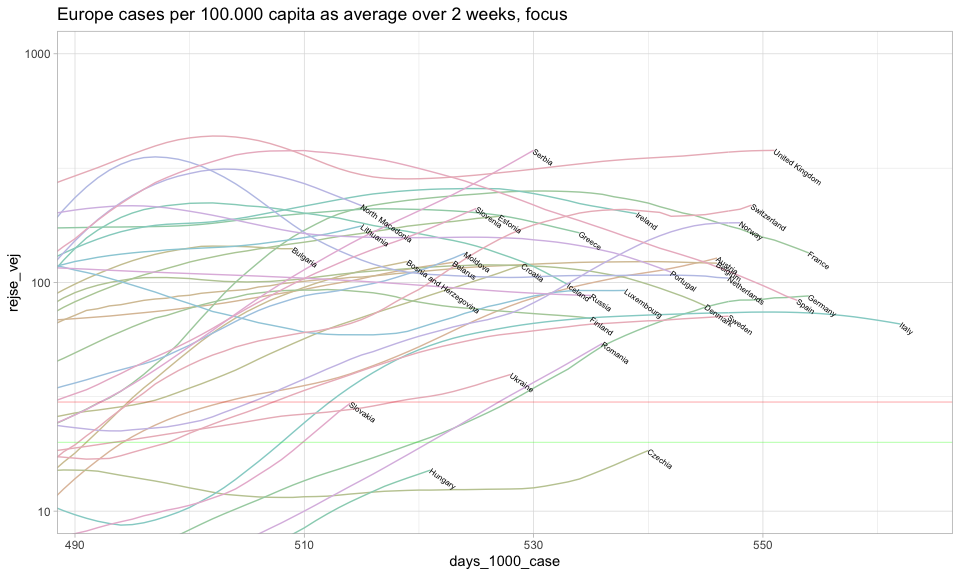 Europe cases per 100.000 capita as average over 2 weeks, focus
1000
100
10
rejse_vej
Serbia
United Kingdom
North Macedonia
Slovenia
Estonia
Ireland
Switzerland
Norway
Lithuania
Greece
France
Bulgaria
Moldova
Belarus
Bosnia and Herzegovina
Croatia
Austria
Netherlands
Portugal
Iceland
Russia
Luxembourg
Germany
Spain
Denmark
Sweden
Finland
Italy
Romania
Ukraine
Slovakia
Czechia
Hungary
490
510
530
550
days_1000_case